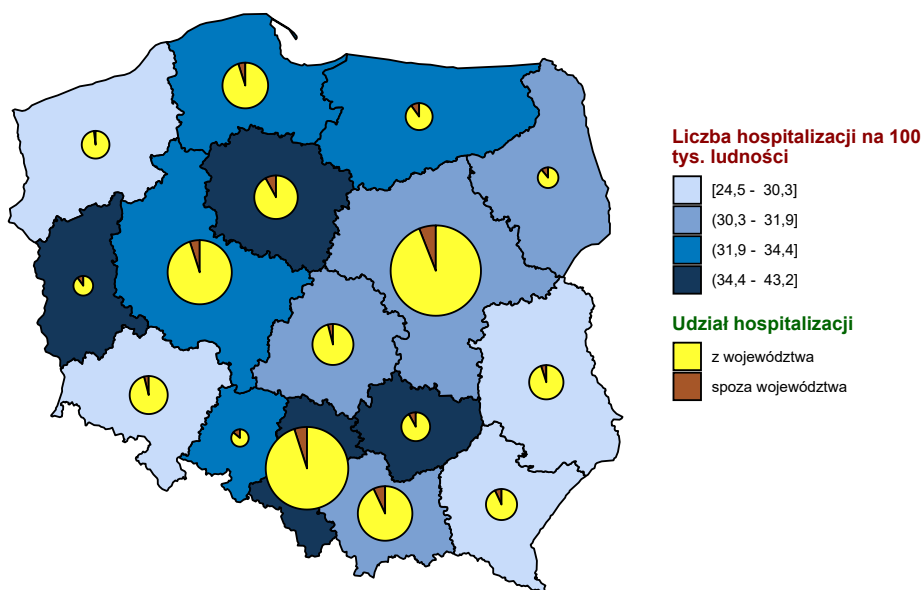 Liczba hospitalizacji na 100
tys. ludności
[24,5 - 30,3]
(30,3 - 31,9]
(31,9 - 34,4]
(34,4 - 43,2]
Udział hospitalizacji
z województwa
spoza województwa